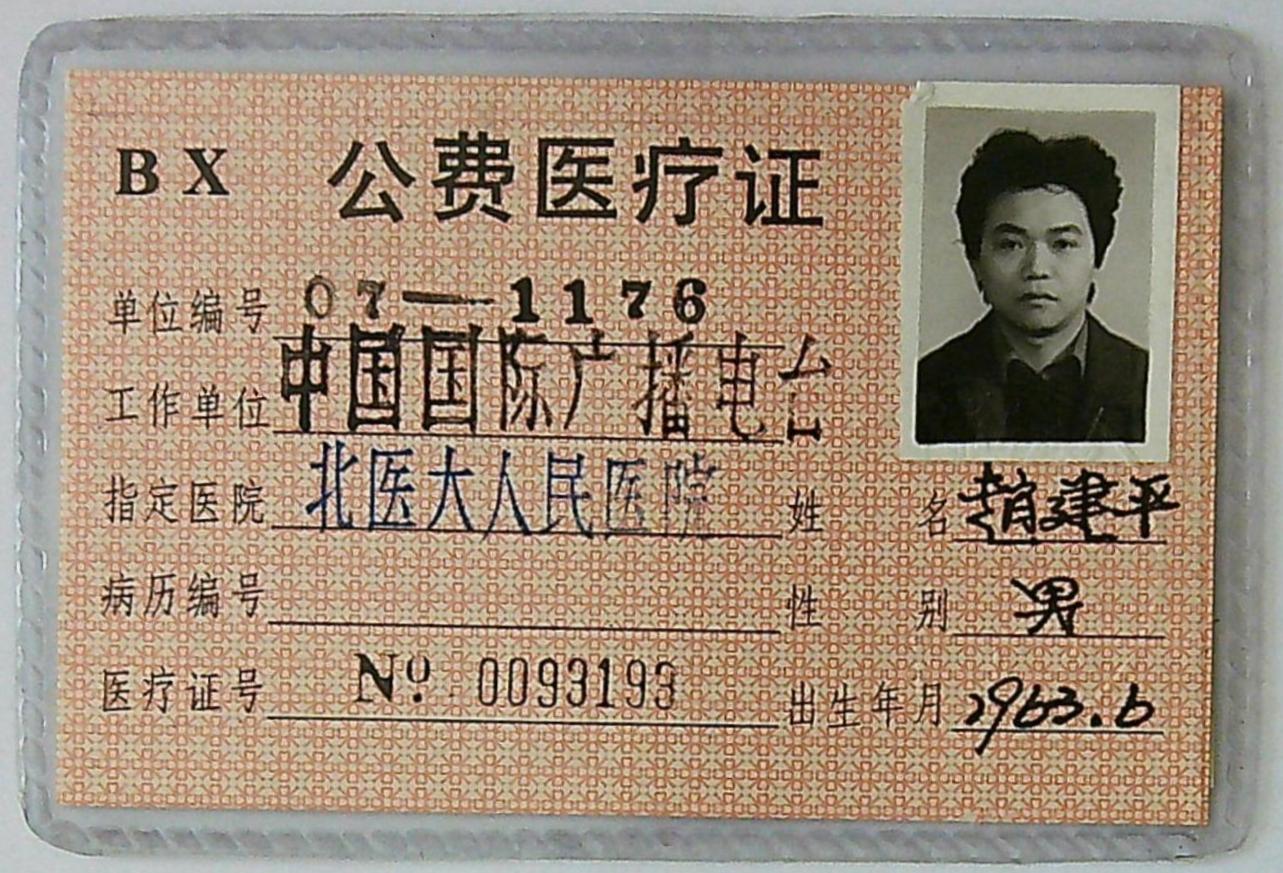 BX 公费医疗证
单位编号 07—1176
工作单位 中国国际广播电台
指定医院 北医大人民医院 姓名 赵建平
病历编号 性别 男
医疗证号 Nº 0093193 出生年月 1963.6